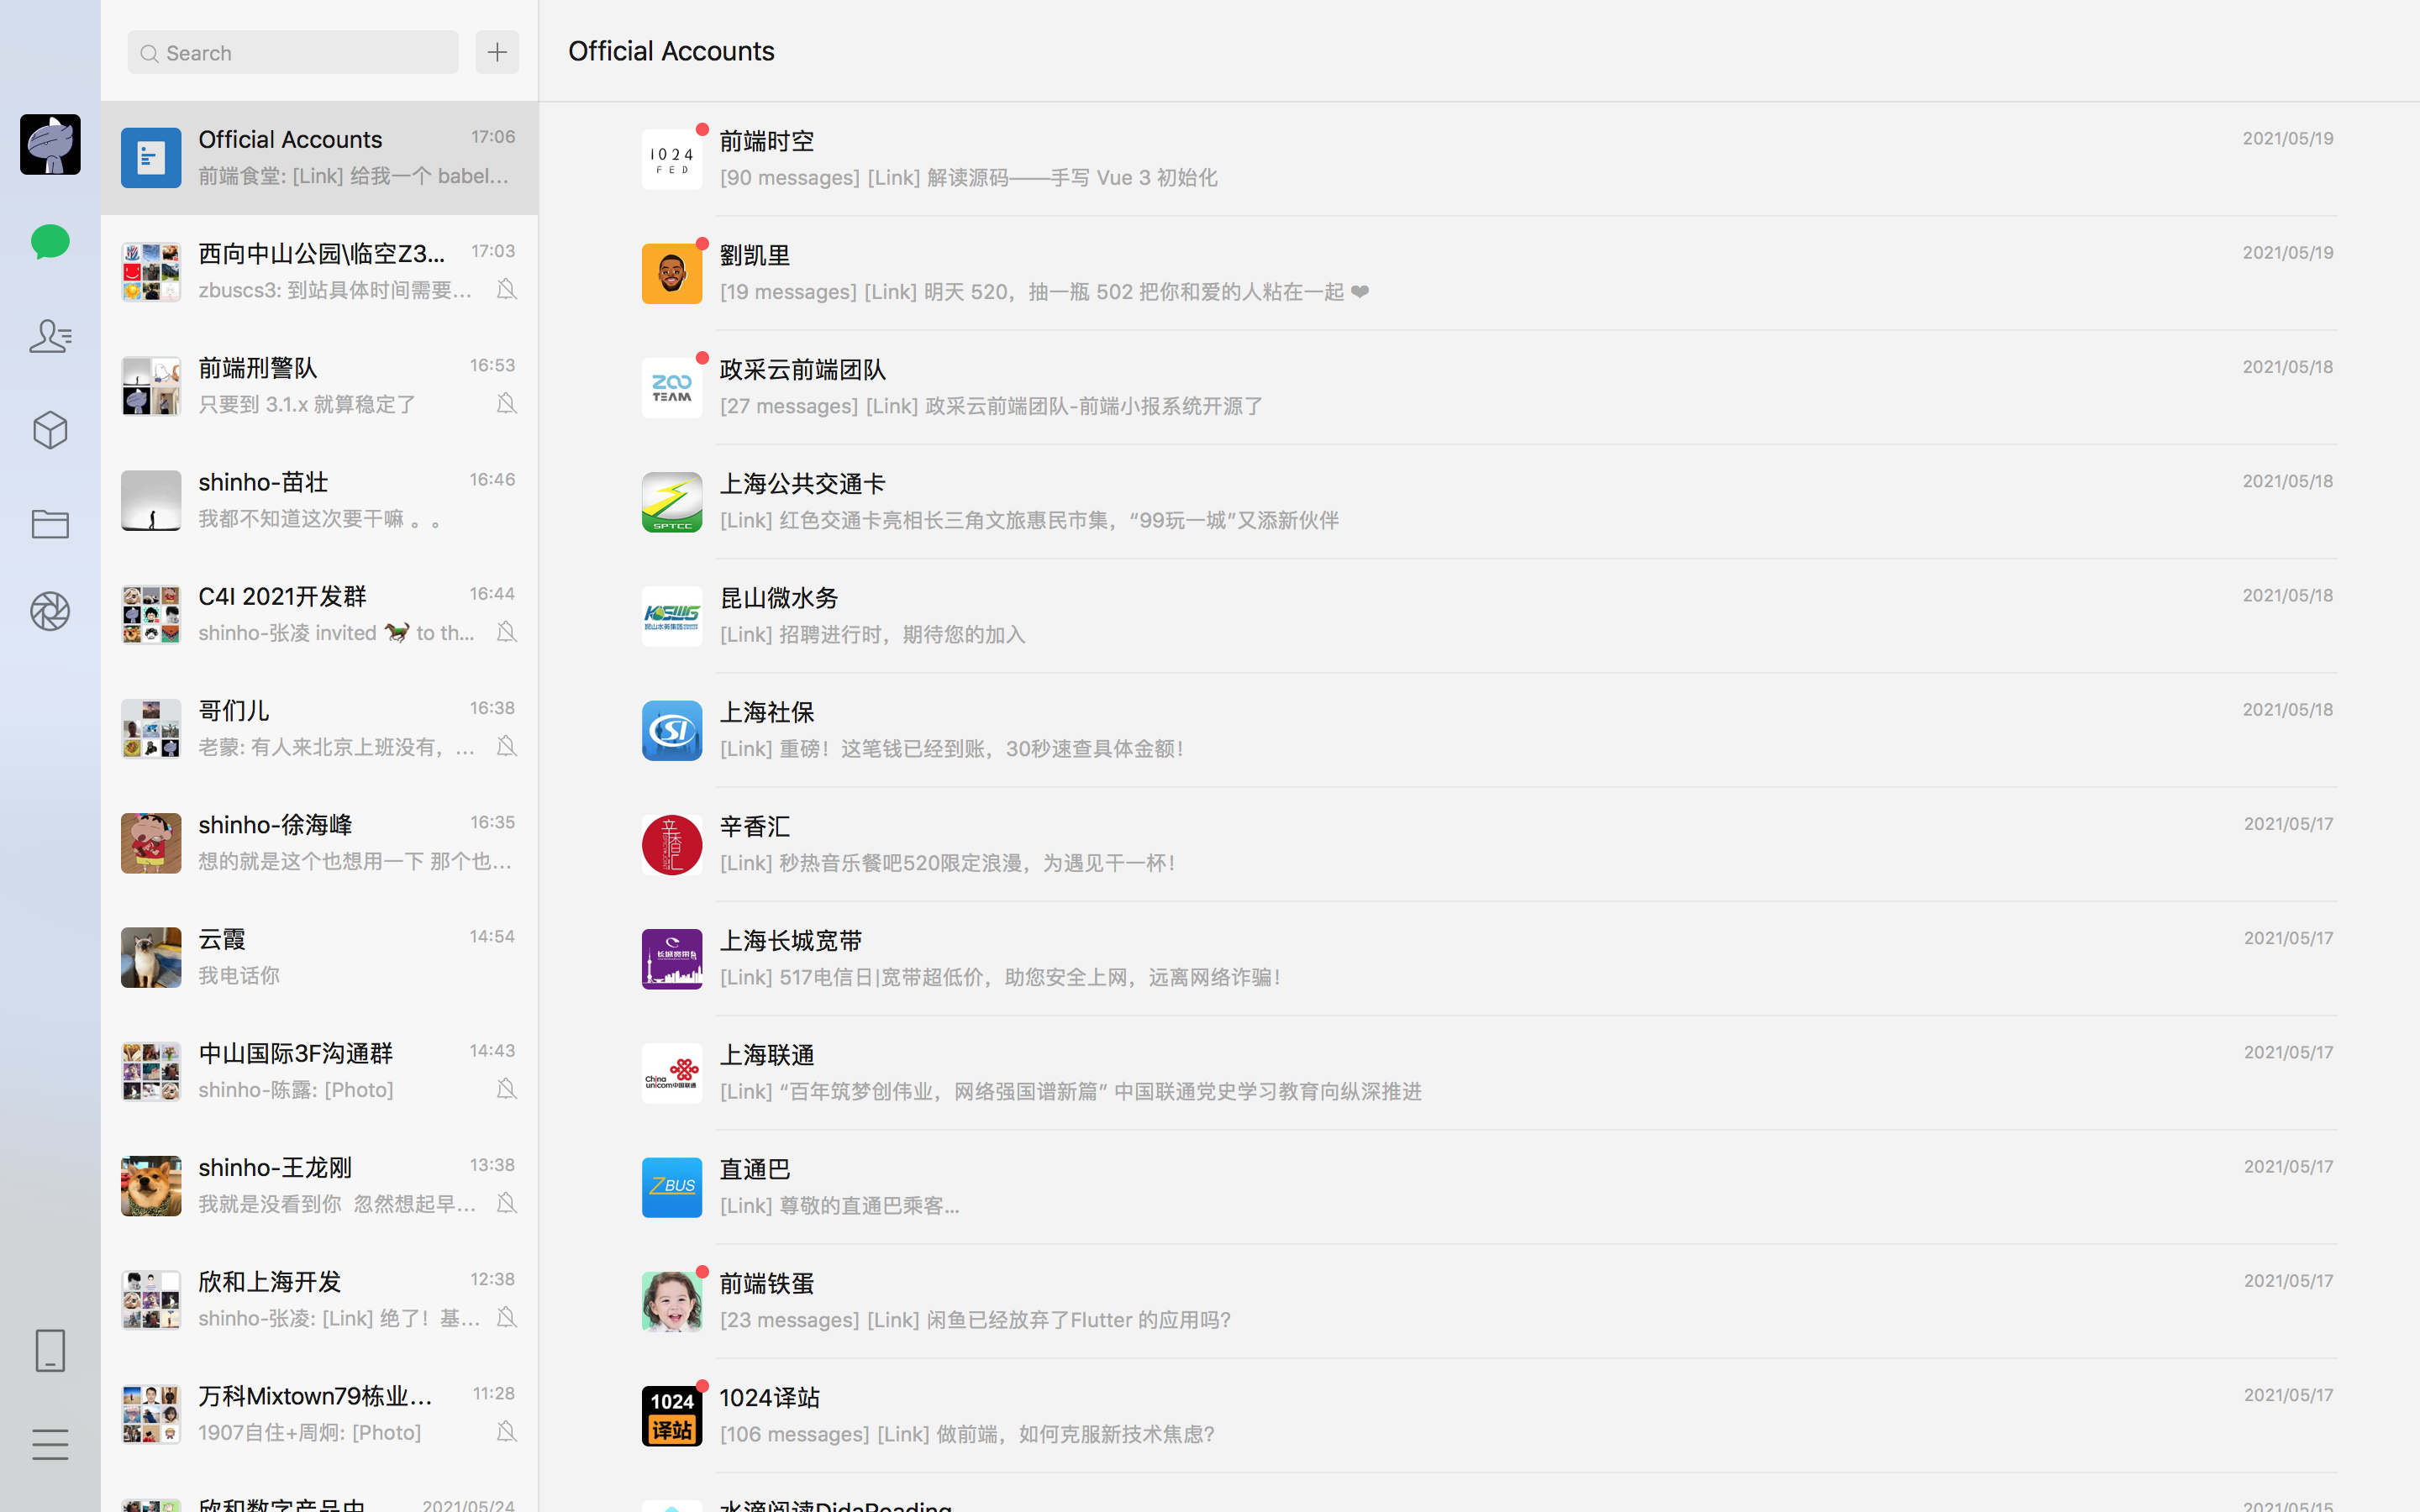 Search
Official Accounts
17:06
前端食堂: [Link] 给我一个 babel...
西向中山公园\临空Z3...
17:03
zbuscs3: 到站具体时间需要...
前端刑警队
16:53
只要到 3.1.x 就算稳定了
shinho-苗壮
16:46
我都不知道这次要干嘛 。。
C4I 2021开发群
16:44
shinho-张凌 invited 🐎 to th...
哥们儿
16:38
老蒙: 有人来北京上班没有，...
shinho-徐海峰
16:35
想的就是这个也想用一下 那个也...
云霞
14:54
我电话你
中山国际3F沟通群
14:43
shinho-陈露: [Photo]
shinho-王龙刚
13:38
我就是没看到你 忽然想起早...
欣和上海开发
12:38
shinho-张凌: [Link] 绝了！基...
万科Mixtown79栋业...
11:28
1907自住+周炯: [Photo]
欣和数字产品中
2021/05/24
Official Accounts
1024
FED
前端时空
2021/05/19
[90 messages] [Link] 解读源码——手写 Vue 3 初始化
劉凯里
2021/05/19
[19 messages] [Link] 明天 520，抽一瓶 502 把你和爱的人粘在一起 ❤
ZOO
TEAM
政采云前端团队
2021/05/18
[27 messages] [Link] 政采云前端团队-前端小报系统开源了
SPTCC
上海公共交通卡
2021/05/18
[Link] 红色交通卡亮相长三角文旅惠民市集，“99玩一城”又添新伙伴
KSWG
昆山微水务
2021/05/18
[Link] 招聘进行时，期待您的加入
SI
上海社保
2021/05/18
[Link] 重磅！这笔钱已经到账，30秒速查具体金额！
辛香汇
辛香汇
2021/05/17
[Link] 秒热音乐餐吧520限定浪漫，为遇见干一杯！
长城宽带
上海长城宽带
2021/05/17
[Link] 517电信日|宽带超低价，助您安全上网，远离网络诈骗！
China
unicom中国联通
上海联通
2021/05/17
[Link] “百年筑梦创伟业，网络强国谱新篇” 中国联通党史学习教育向纵深推进
ZBUS
直通巴
2021/05/17
[Link] 尊敬的直通巴乘客...
前端铁蛋
2021/05/17
[23 messages] [Link] 闲鱼已经放弃了Flutter 的应用吗？
1024
译站
1024译站
2021/05/17
[106 messages] [Link] 做前端，如何克服新技术焦虑？
水滴阅读DidaReading
2021/05/15